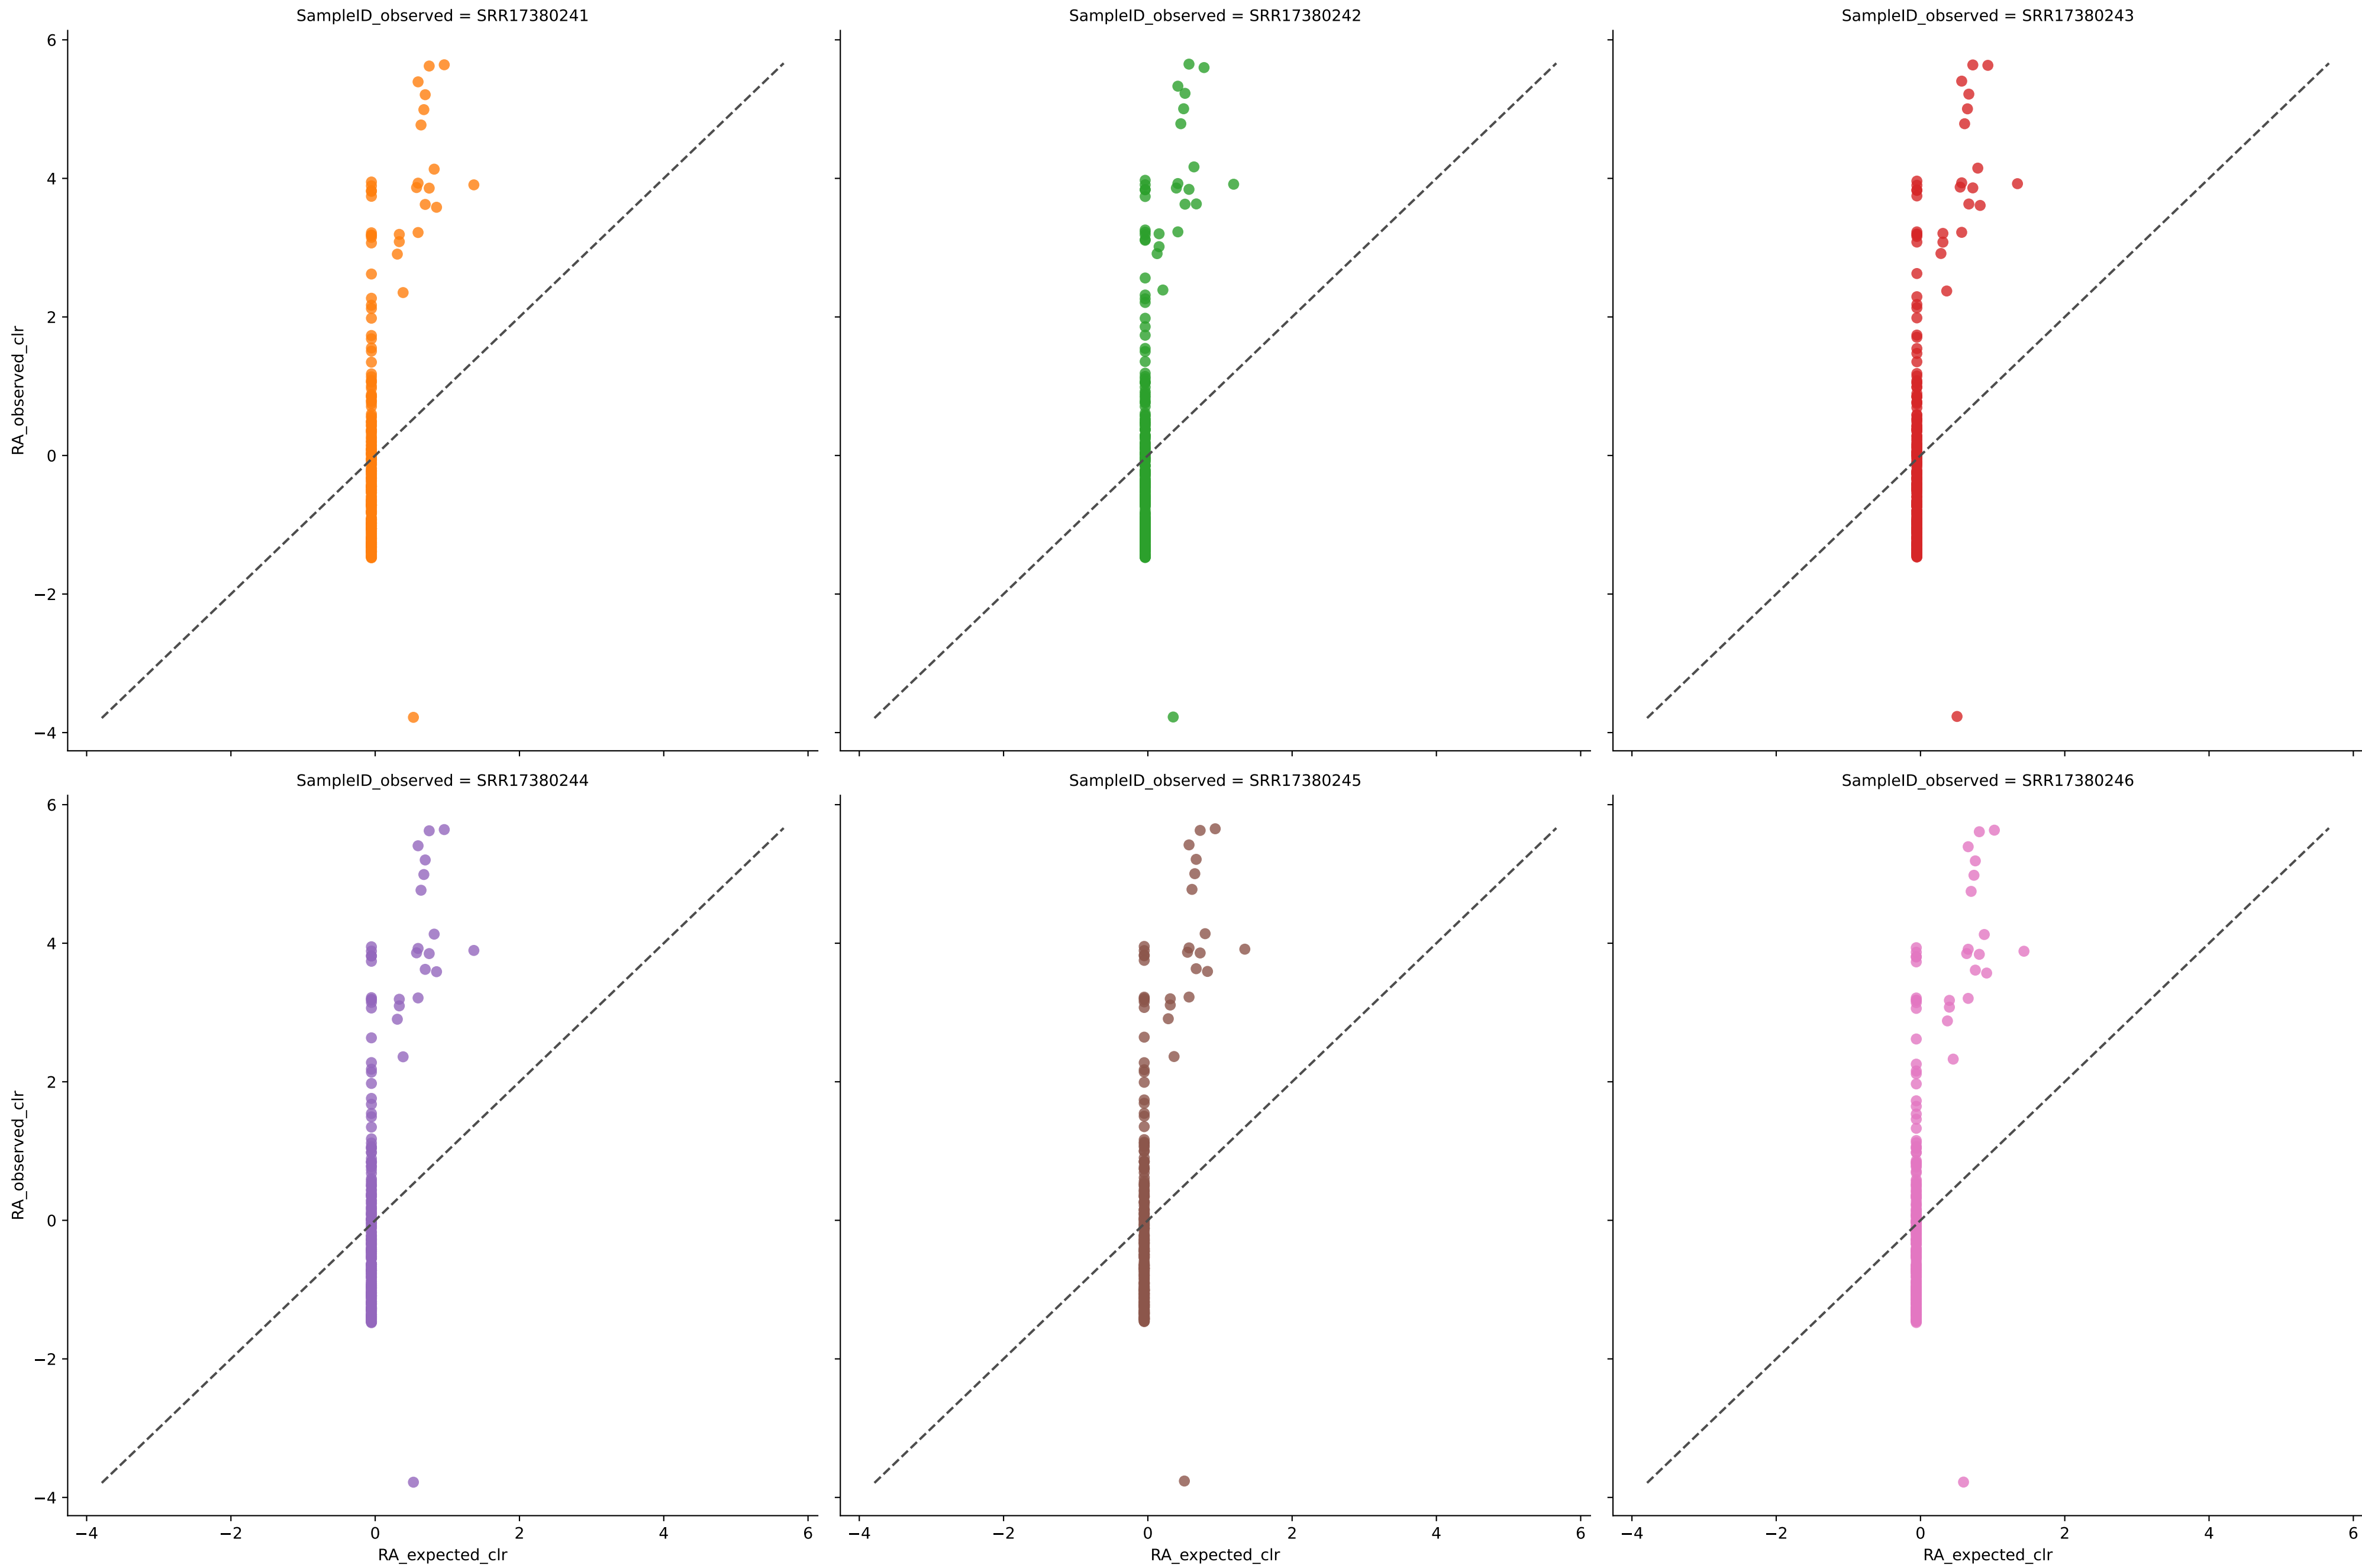 SampleID_observed = SRR17380241
SampleID_observed = SRR17380242
SampleID_observed = SRR17380243
6
4
2
0
−2
−4
RA_observed_clr
SampleID_observed = SRR17380244
SampleID_observed = SRR17380245
SampleID_observed = SRR17380246
6
4
2
0
−2
−4
RA_observed_clr
−4 −2 0 2 4 6
−4 −2 0 2 4 6
−4 −2 0 2 4 6
RA_expected_clr
RA_expected_clr
RA_expected_clr